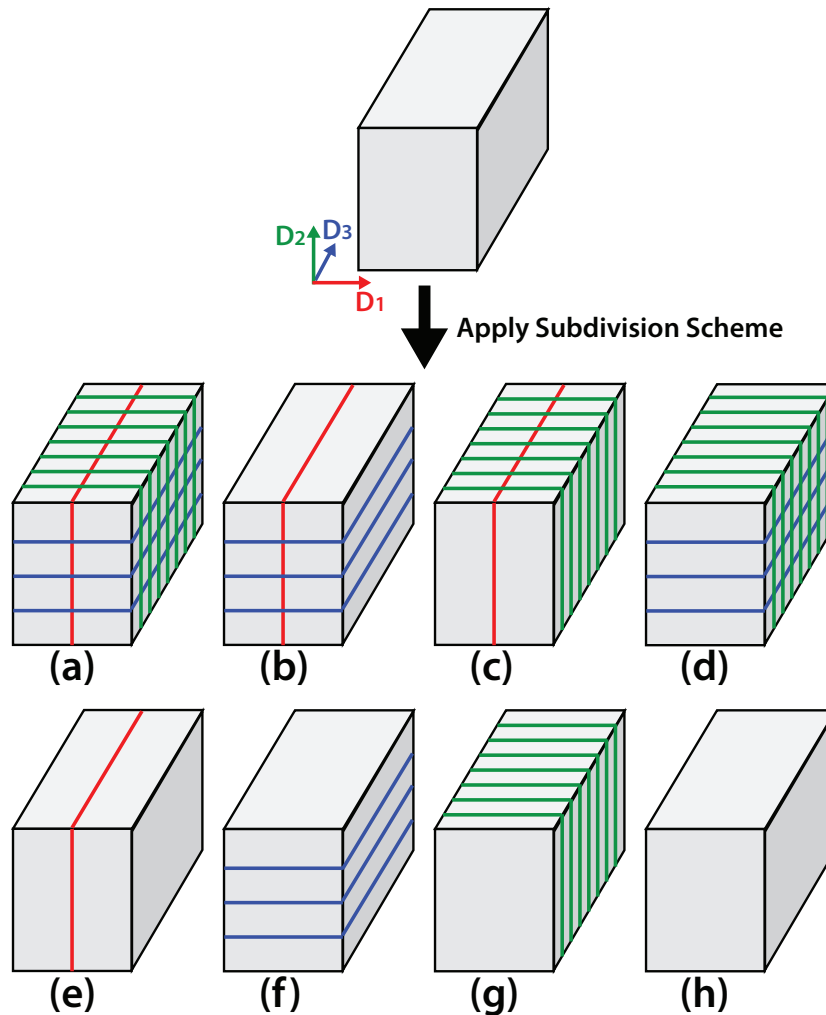 D2
D3
D1
Apply Subdivision Scheme
(a) (b) (c) (d)
(e) (f) (g) (h)